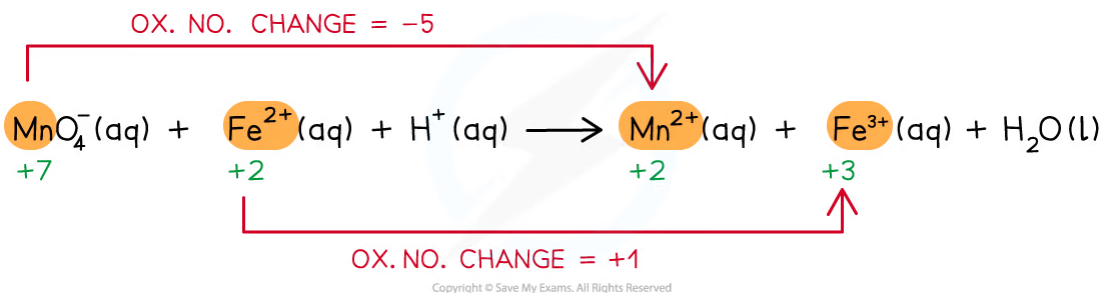 OX. NO. CHANGE = −5
MnO₄⁻(aq) + Fe²⁺(aq) + H⁺(aq) ⟶ Mn²⁺(aq) + Fe³⁺(aq) + H₂O(l)
+7 +2 +2 +3
OX. NO. CHANGE = +1
Copyright © Save My Exams. All Rights Reserved